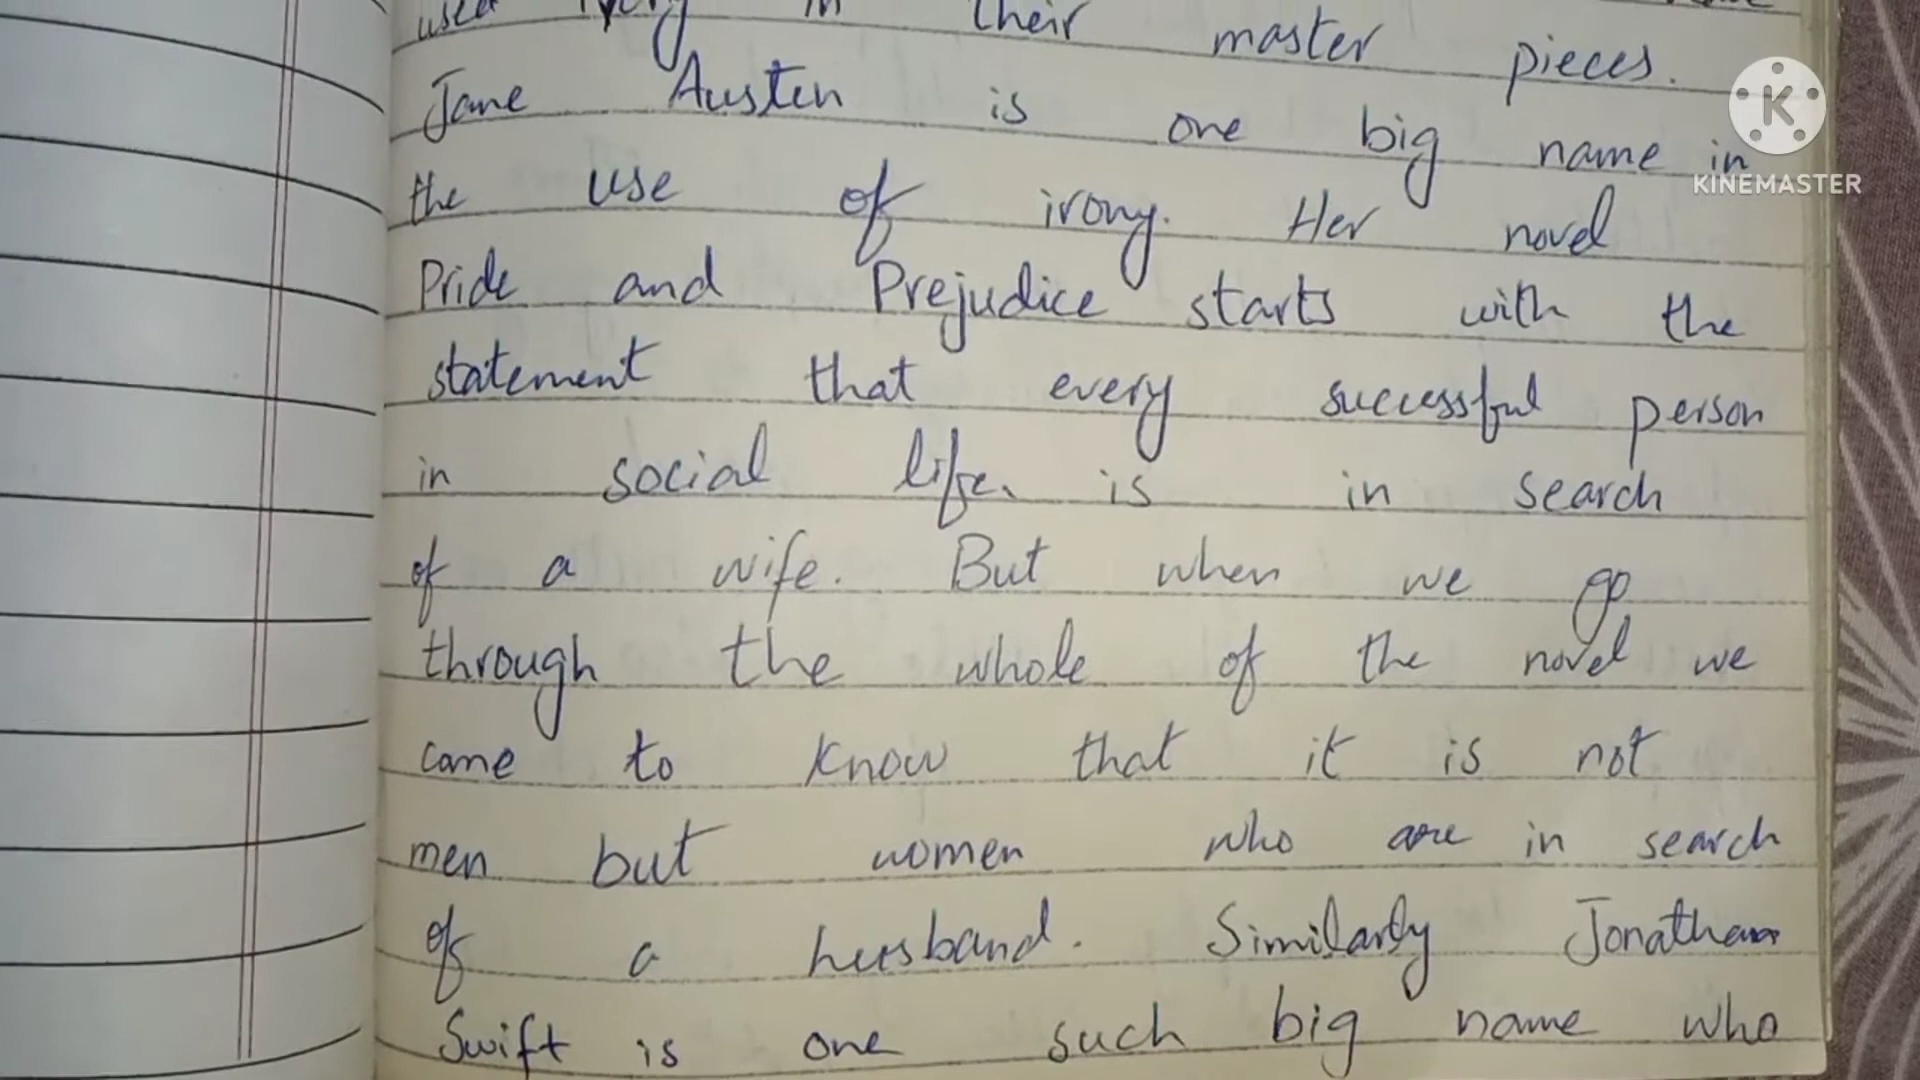 used in their master pieces.
Jane Austen is one big name in
the use of irony. Her novel
Pride and Prejudice starts with the
statement that every successful person
in social life. is in search
of a wife. But when we go
through the whole of the novel we
come to know that it is not
men but women who are in search
of a husband. Similarly Jonathan
Swift is one such big name who
KINEMASTER